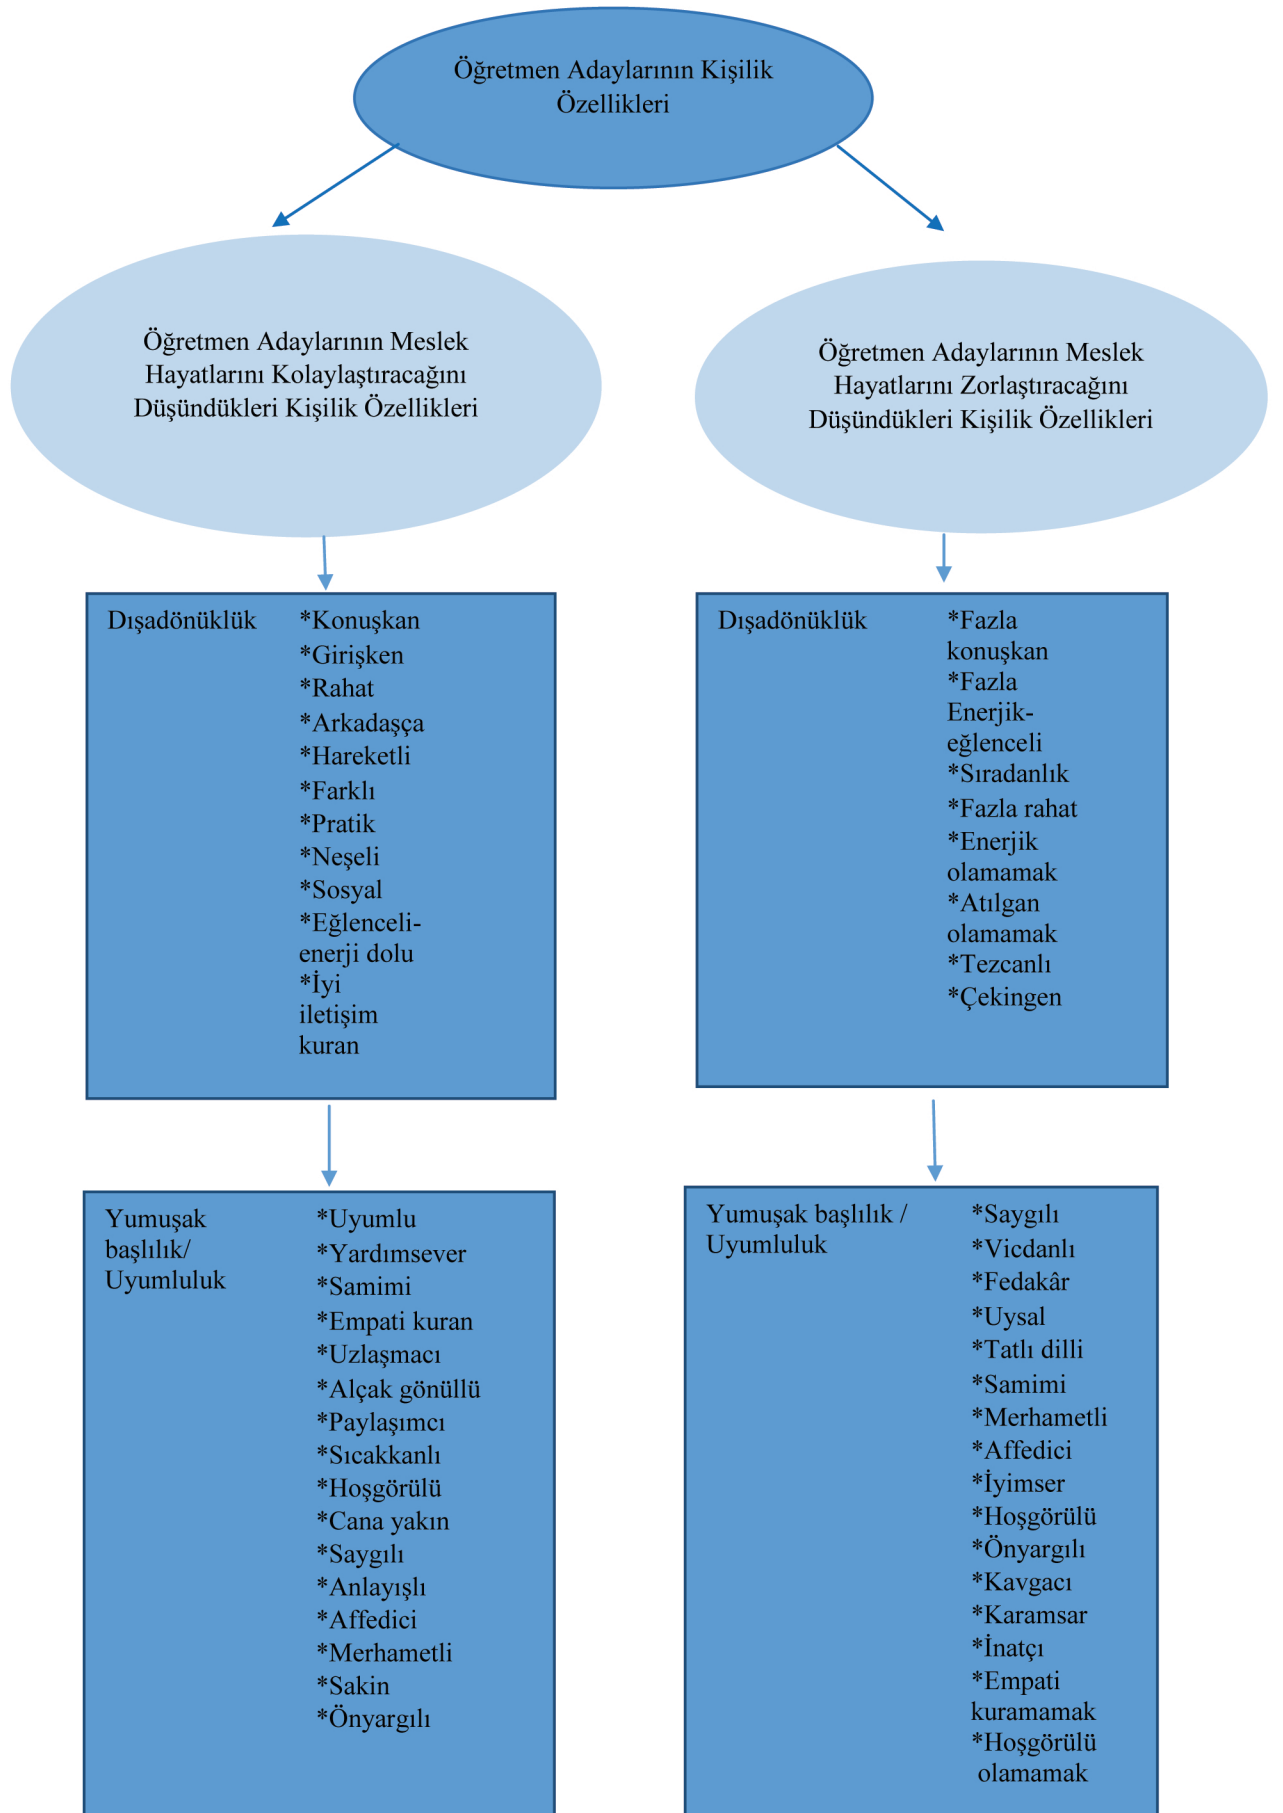 Öğretmen Adaylarının Kişilik
Özellikleri
Öğretmen Adaylarının Meslek
Hayatlarını Kolaylaştıracağını
Düşündükleri Kişilik Özellikleri
Öğretmen Adaylarının Meslek
Hayatlarını Zorlaştıracağını
Düşündükleri Kişilik Özellikleri
Dışadönüklük
*Konuşkan
*Girişken
*Rahat
*Arkadaşça
*Hareketli
*Farklı
*Pratik
*Neşeli
*Sosyal
*Eğlenceli-
enerji dolu
*İyi
iletişim
kuran
Dışadönüklük
*Fazla
konuşkan
*Fazla
Enerjik-
eğlenceli
*Sıradanlık
*Fazla rahat
*Enerjik
olamamak
*Atılgan
olamamak
*Tezcanlı
*Çekingen
Yumuşak
başlılık/
Uyumluluk
*Uyumlu
*Yardımsever
*Samimi
*Empati kuran
*Uzlaşmacı
*Alçak gönüllü
*Paylaşımcı
*Sıcakkanlı
*Hoşgörülü
*Cana yakın
*Saygılı
*Anlayışlı
*Affedici
*Merhametli
*Sakin
*Önyargılı
Yumuşak başlılık /
Uyumluluk
*Saygılı
*Vicdanlı
*Fedakâr
*Uysal
*Tatlı dilli
*Samimi
*Merhametli
*Affedici
*İyimser
*Hoşgörülü
*Önyargılı
*Kavgacı
*Karamsar
*İnatçı
*Empati
kuramamak
*Hoşgörülü
olamamak